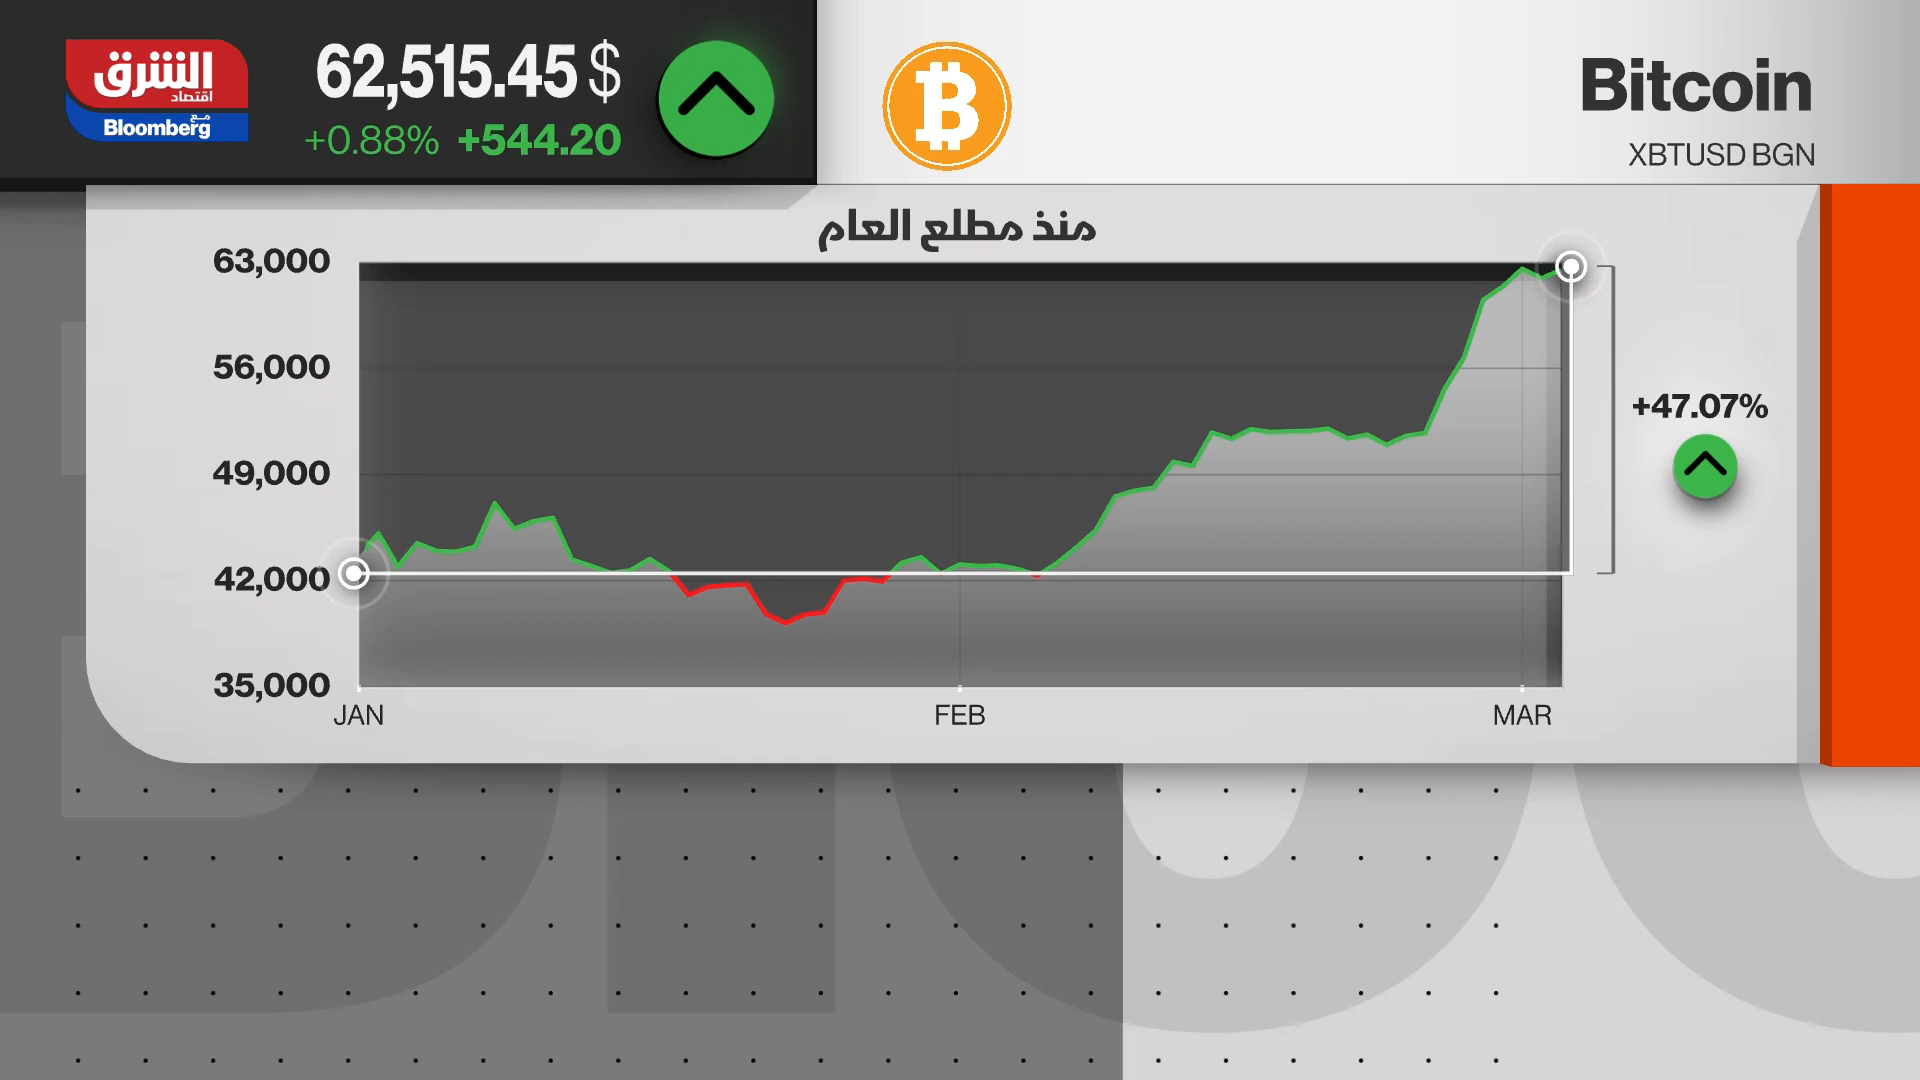 الشرق
اقتصاد
مع
Bloomberg
62,515.45 $
+0.88% +544.20
Bitcoin
XBTUSD BGN
منذ مطلع العام
63,000
56,000
49,000
42,000
35,000
JAN FEB MAR
+47.07%